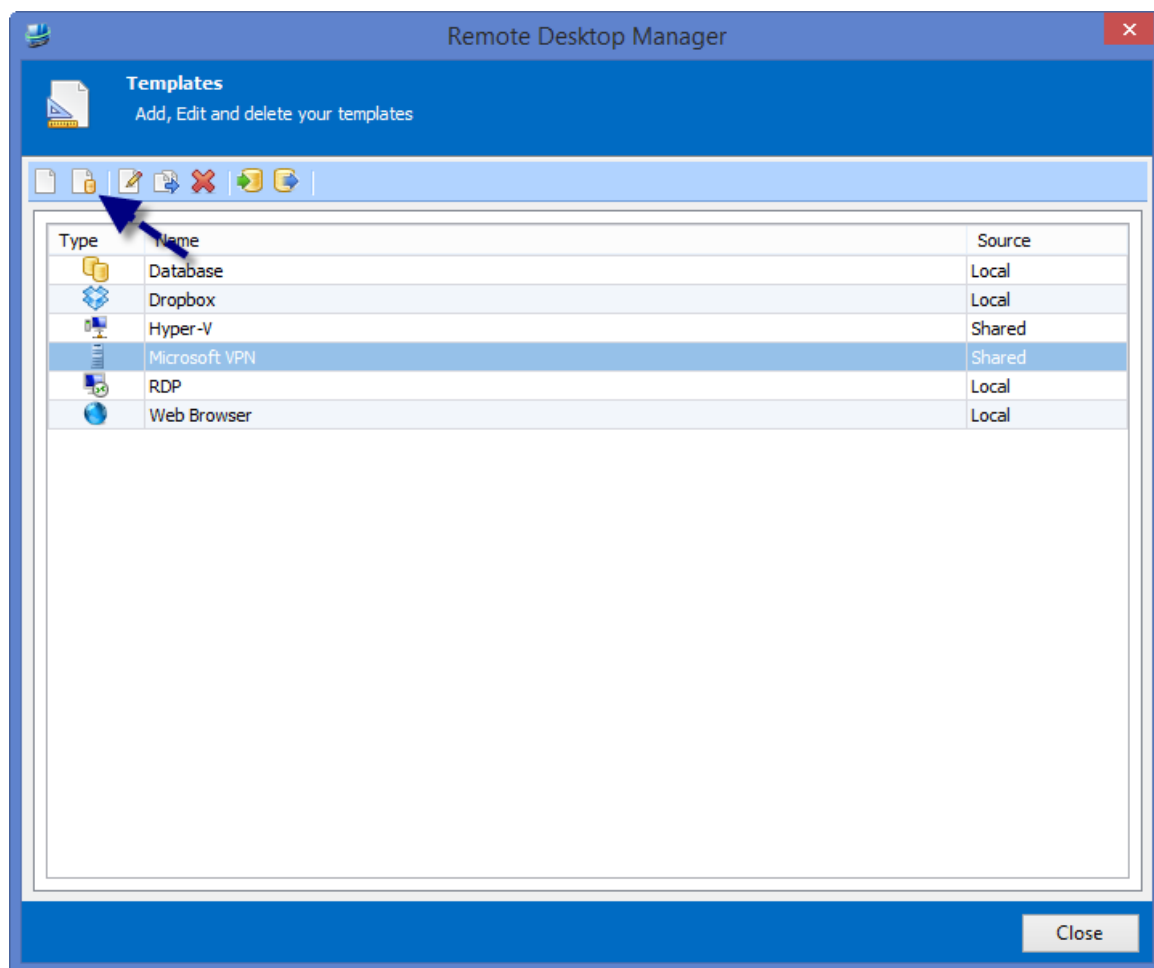 Remote Desktop Manager
Templates
Add, Edit and delete your templates
Type Name Source
Database Local
Dropbox Local
Hyper-V Shared
Microsoft VPN Shared
RDP Local
Web Browser Local
Close